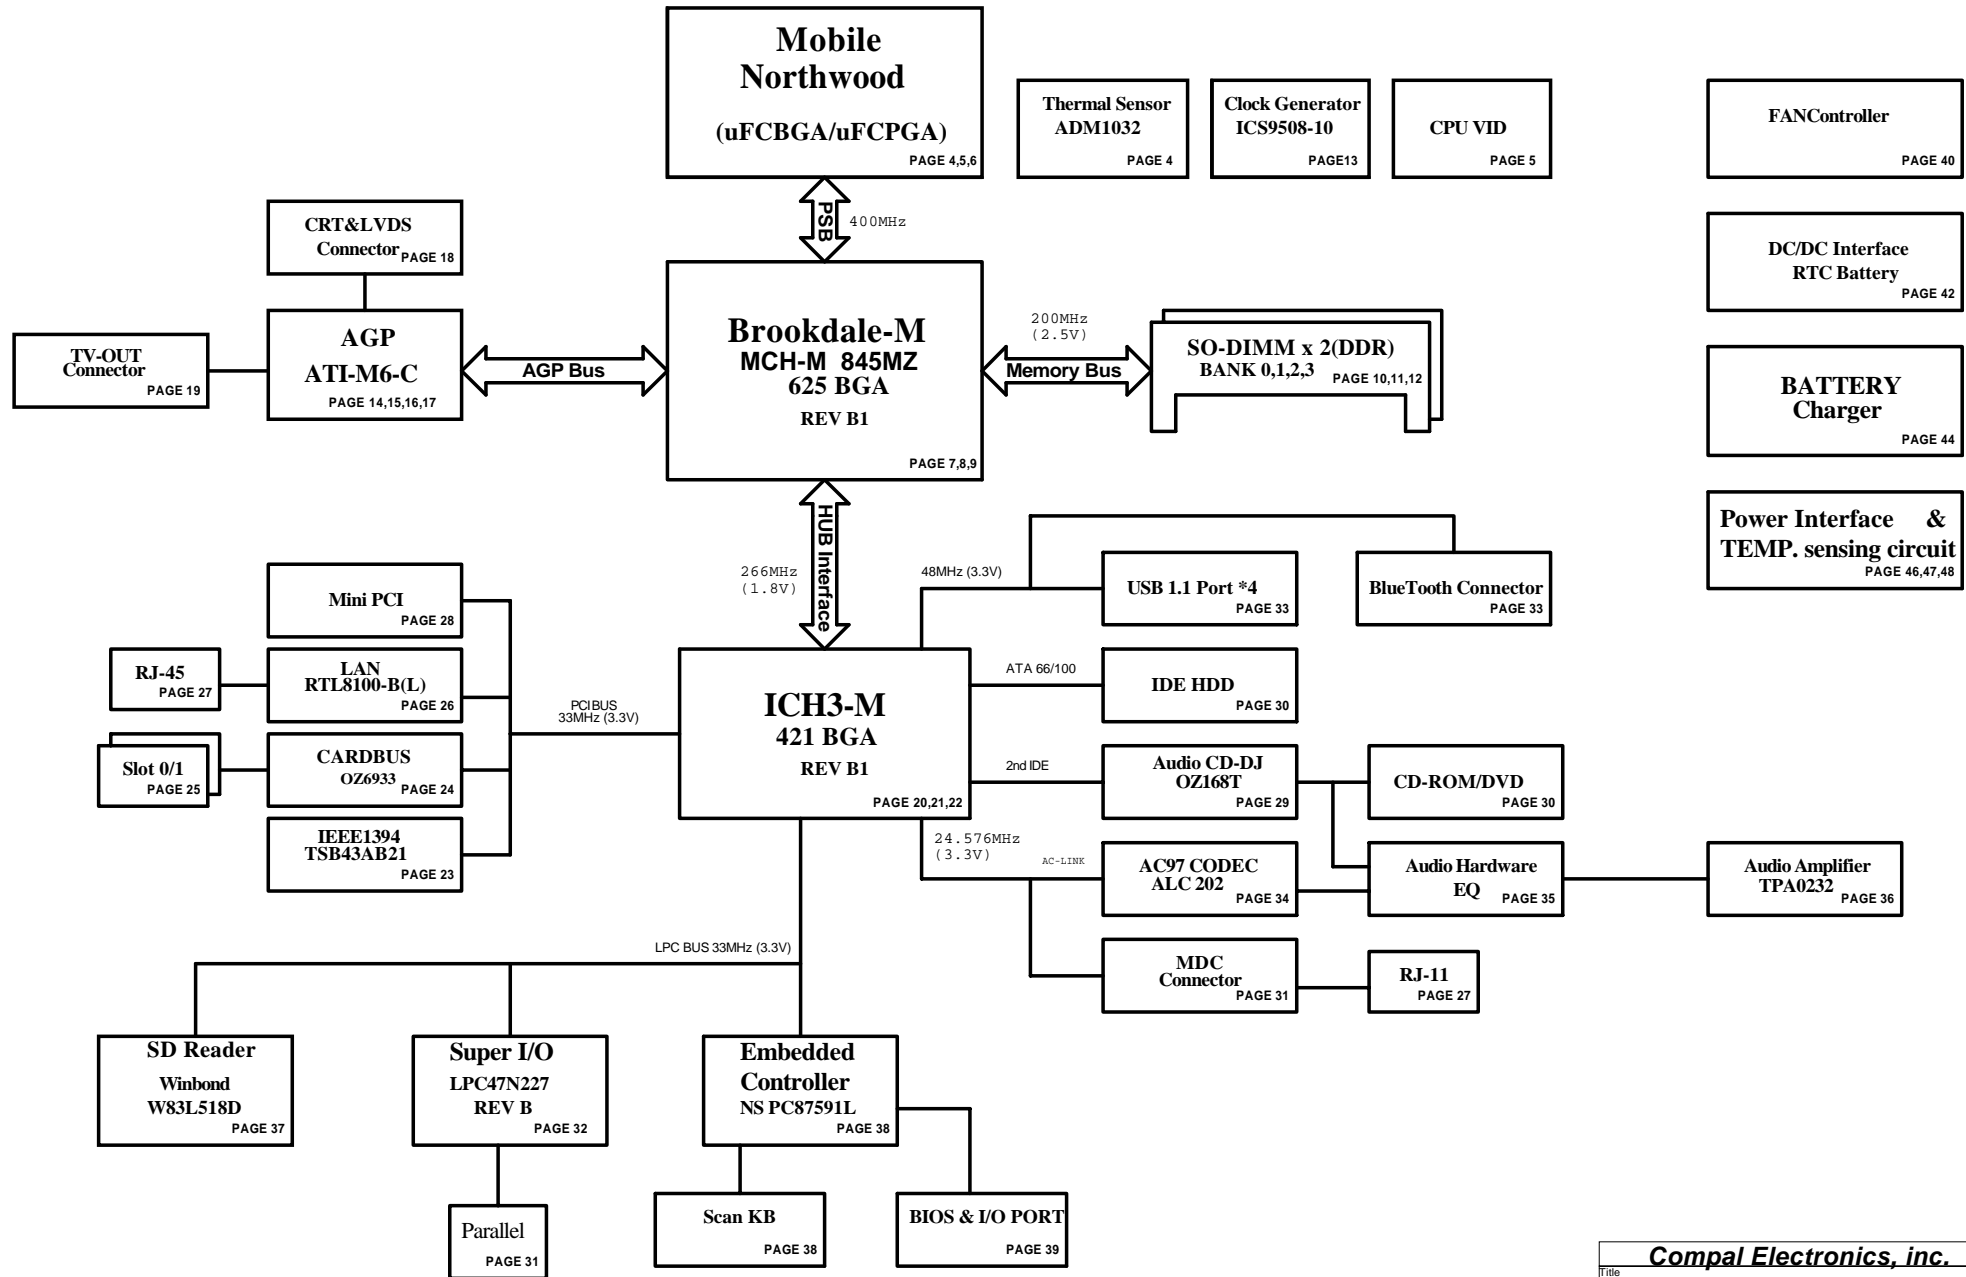 Mobile
Northwood
(uFCBGA/uFCPGA)
PAGE 4,5,6
Thermal Sensor
ADM1032
PAGE 4
Clock Generator
ICS9508-10
PAGE13
CPU VID
PAGE 5
FANController
PAGE 40
PSB
400MHz
CRT&LVDS
Connector
PAGE 18
DC/DC Interface
RTC Battery
PAGE 42
TV-OUT
Connector
PAGE 19
AGP
ATI-M6-C
PAGE 14,15,16,17
AGP Bus
Brookdale-M
MCH-M 845MZ
625 BGA
REV B1
PAGE 7,8,9
200MHz
(2.5V)
Memory Bus
SO-DIMM x 2(DDR)
BANK 0,1,2,3
PAGE 10,11,12
BATTERY
Charger
PAGE 44
HUB Interface
266MHz
(1.8V)
Power Interface &
TEMP. sensing circuit
PAGE 46,47,48
48MHz (3.3V)
USB 1.1 Port *4
PAGE 33
BlueTooth Connector
PAGE 33
Mini PCI
PAGE 28
RJ-45
PAGE 27
LAN
RTL8100-B(L)
PAGE 26
PCIBUS
33MHz (3.3V)
Slot 0/1
PAGE 25
CARDBUS
OZ6933
PAGE 24
IEEE1394
TSB43AB21
PAGE 23
ICH3-M
421 BGA
REV B1
PAGE 20,21,22
ATA 66/100
IDE HDD
PAGE 30
2nd IDE
Audio CD-DJ
OZ168T
PAGE 29
CD-ROM/DVD
PAGE 30
24.576MHz
(3.3V)
AC-LINK
AC97 CODEC
ALC 202
PAGE 34
Audio Hardware
EQ
PAGE 35
Audio Amplifier
TPA0232
PAGE 36
MDC
Connector
PAGE 31
RJ-11
PAGE 27
LPC BUS 33MHz (3.3V)
SD Reader
Winbond
W83L518D
PAGE 37
Super I/O
LPC47N227
REV B
PAGE 32
Embedded
Controller
NS PC87591L
PAGE 38
Parallel
PAGE 31
Scan KB
PAGE 38
BIOS & I/O PORT
PAGE 39
Compal Electronics, inc.
Title